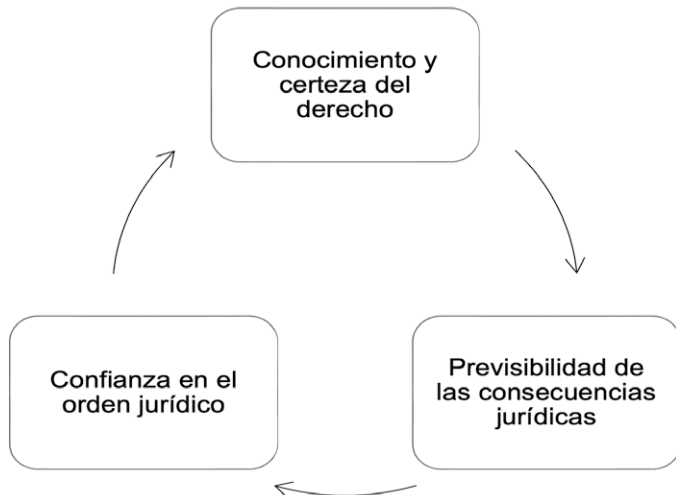 Conocimiento y
certeza del
derecho
Confianza en el
orden jurídico
Previsibilidad de
las consecuencias
jurídicas